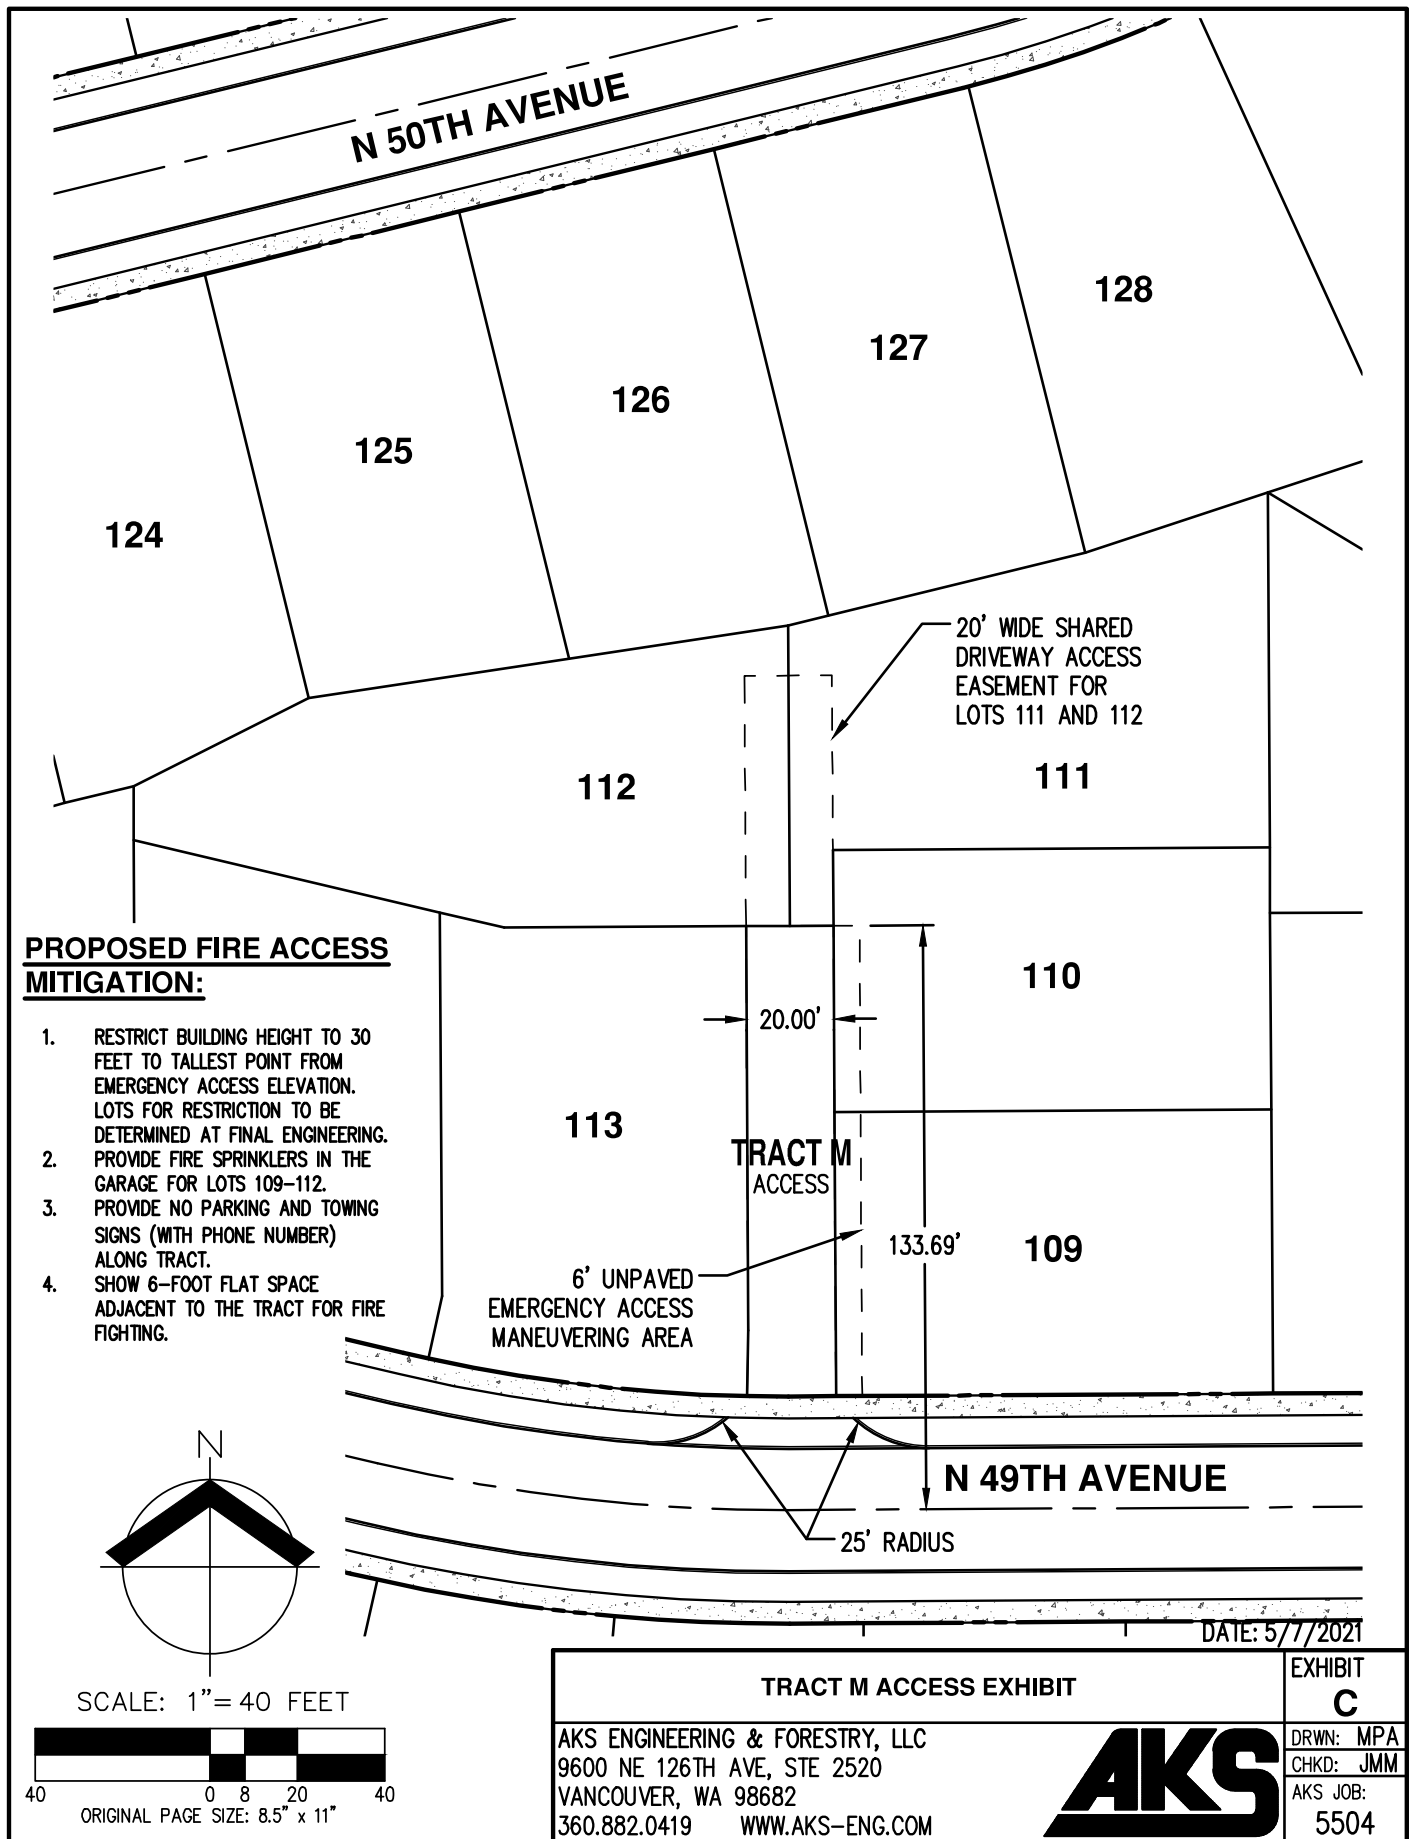 N 50TH AVENUE
128
127
126
125
124
20' WIDE SHARED
DRIVEWAY ACCESS
EASEMENT FOR
LOTS 111 AND 112
112
111
PROPOSED FIRE ACCESS
MITIGATION:
1. RESTRICT BUILDING HEIGHT TO 30
FEET TO TALLEST POINT FROM
EMERGENCY ACCESS ELEVATION.
LOTS FOR RESTRICTION TO BE
DETERMINED AT FINAL ENGINEERING.
2. PROVIDE FIRE SPRINKLERS IN THE
GARAGE FOR LOTS 109-112.
3. PROVIDE NO PARKING AND TOWING
SIGNS (WITH PHONE NUMBER)
ALONG TRACT.
4. SHOW 6-FOOT FLAT SPACE
ADJACENT TO THE TRACT FOR FIRE
FIGHTING.
110
20.00'
113
TRACT M
ACCESS
133.69'
109
6' UNPAVED
EMERGENCY ACCESS
MANEUVERING AREA
N 49TH AVENUE
25' RADIUS
N
SCALE: 1"= 40 FEET
40 0 8 20 40
ORIGINAL PAGE SIZE: 8.5" x 11"
DATE: 5/7/2021
TRACT M ACCESS EXHIBIT
EXHIBIT
C
AKS ENGINEERING & FORESTRY, LLC
9600 NE 126TH AVE, STE 2520
VANCOUVER, WA 98682
360.882.0419 WWW.AKS-ENG.COM
AKS
DRWN: MPA
CHKD: JMM
AKS JOB:
5504